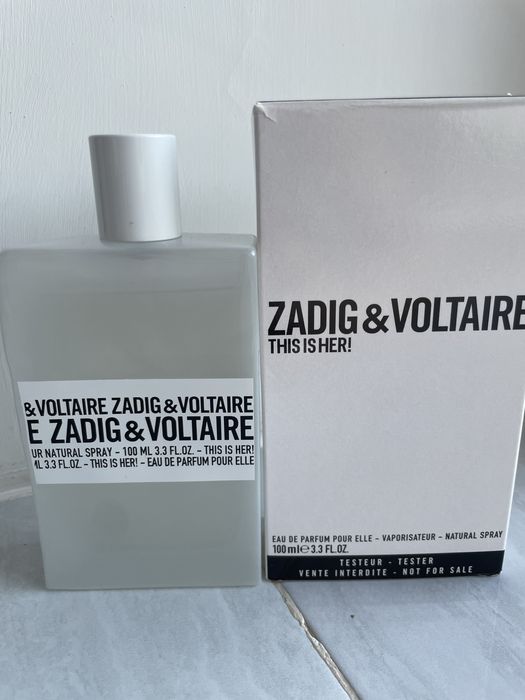 &VOLTAIRE ZADIG&VOLTAIRE
E ZADIG&VOLTAIRE
UR NATURAL SPRAY - 100 ML 3.3 FL.OZ. - THIS IS HER!
ML 3.3 FL.OZ. - THIS IS HER! - EAU DE PARFUM POUR ELLE
ZADIG&VOLTAIRE
THIS IS HER!
EAU DE PARFUM POUR ELLE - VAPORISATEUR - NATURAL SPRAY
100 ml e 3.3 FL.OZ.
TESTEUR - TESTER
VENTE INTERDITE - NOT FOR SALE